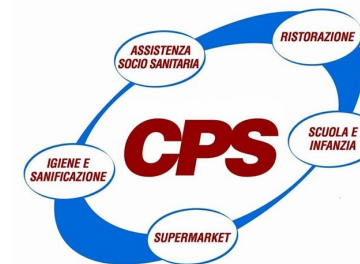 RISTORAZIONE
ASSISTENZA
SOCIO SANITARIA
CPS
SCUOLA E
INFANZIA
IGIENE E
SANIFICAZIONE
SUPERMARKET